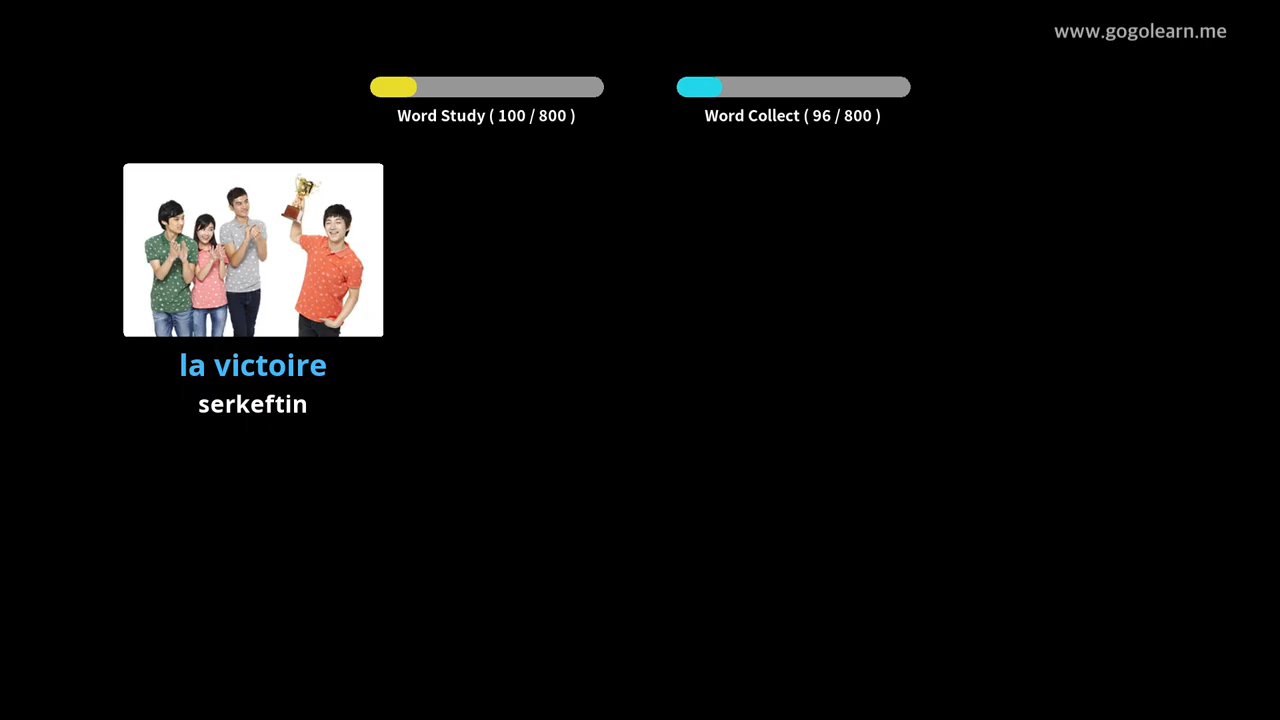 www.gogolearn.me
Word Study ( 100 / 800 )
Word Collect ( 96 / 800 )
la victoire
serkeftin